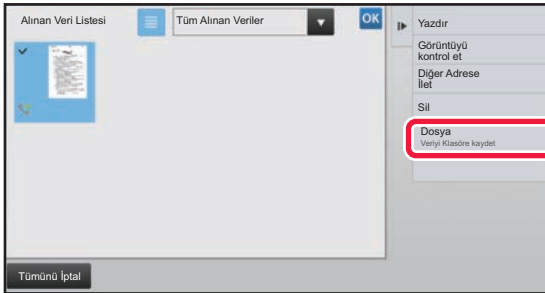 Alınan Veri Listesi
Tüm Alınan Veriler
OK
Yazdır
Görüntüyü
kontrol et
Diğer Adrese
İlet
Sil
Dosya
Veriyi Klasöre kaydet
Tümünü İptal